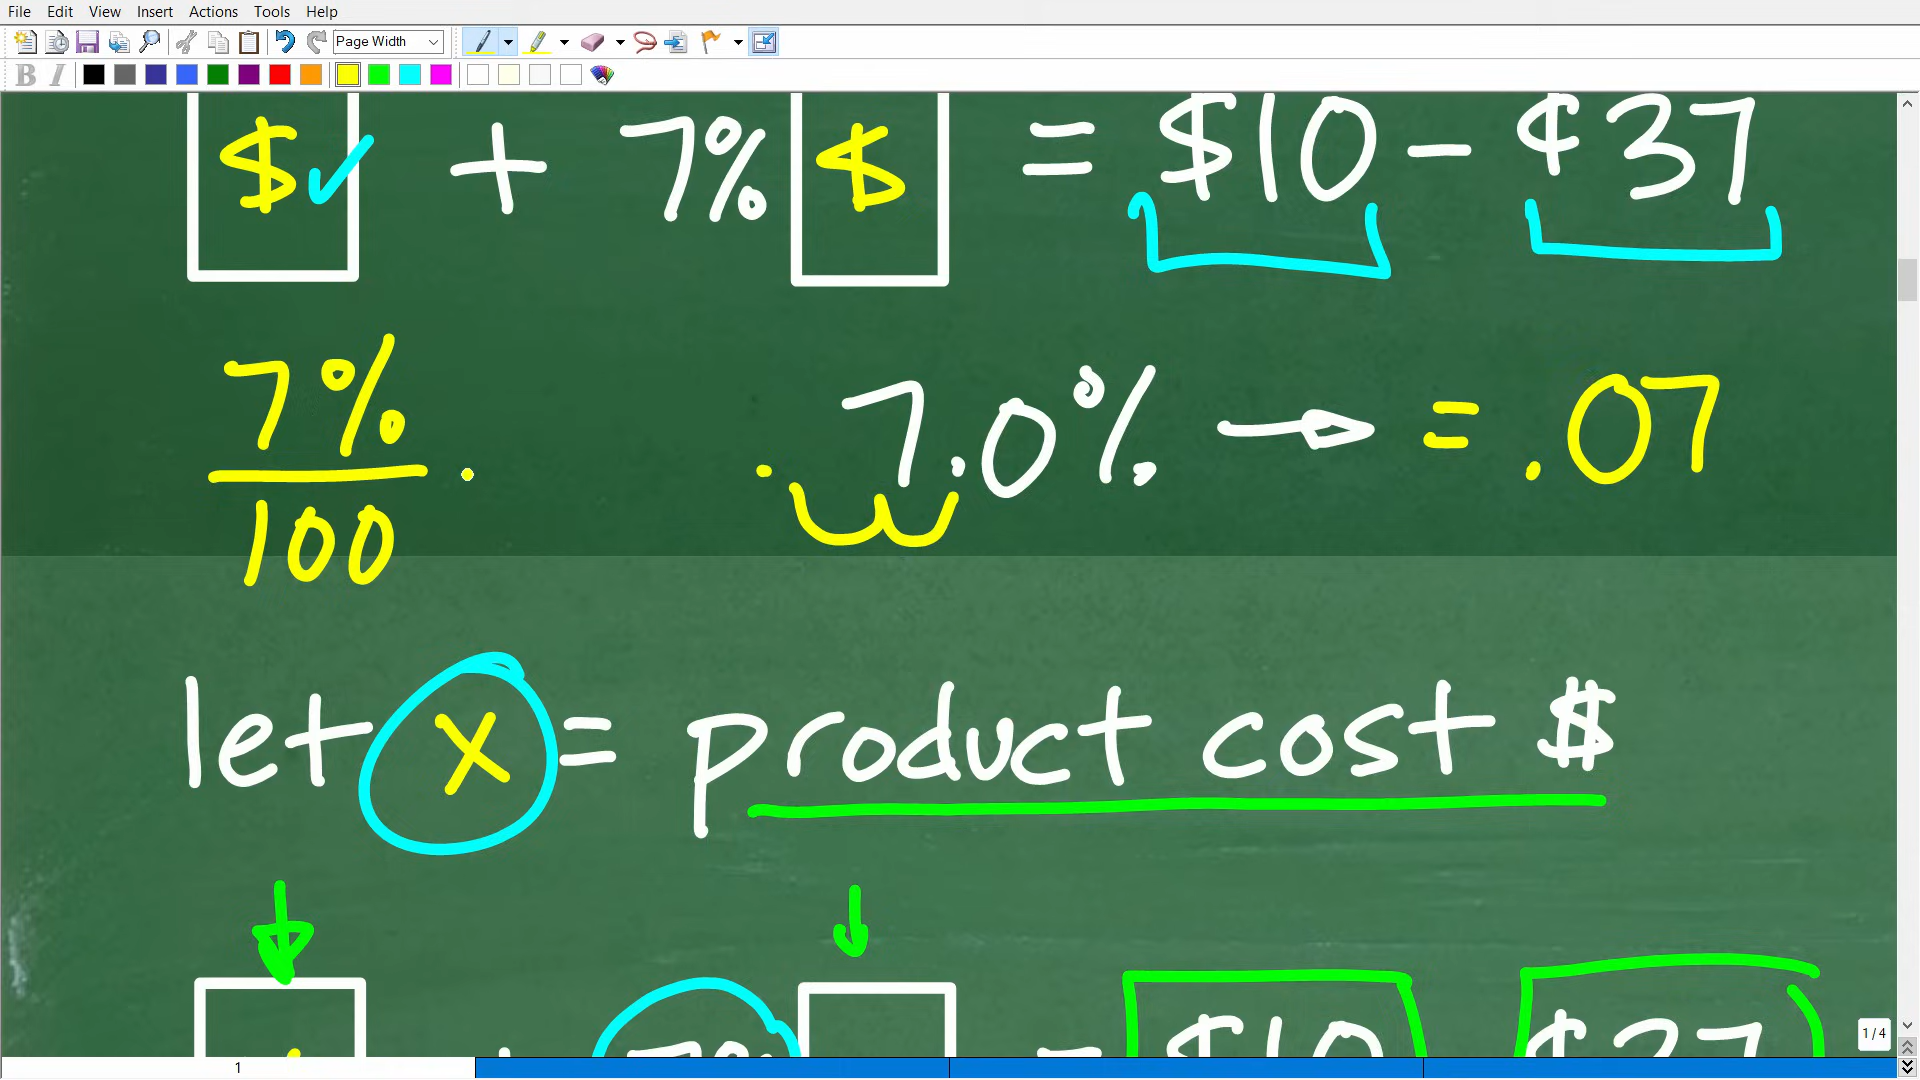 File Edit View Insert Actions Tools Help
Page Width
B I
$ + 7% $ = $10 - ¢37
7% 7.0% → = .07
100
let x = product cost $
1 / 4
1